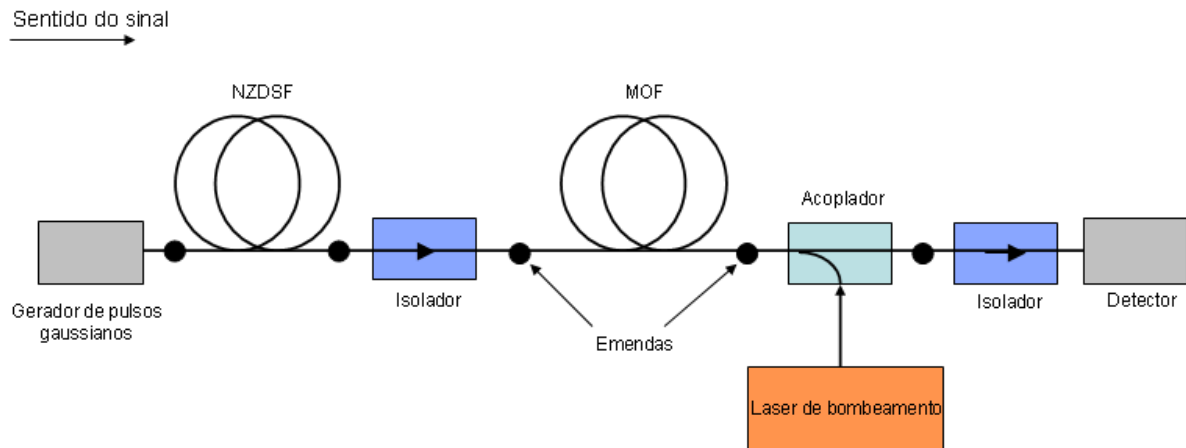 Sentido do sinal
NZDSF
MOF
Acoplador
Isolador
Isolador
Detector
Gerador de pulsos
gaussianos
Emendas
Laser de bombeamento